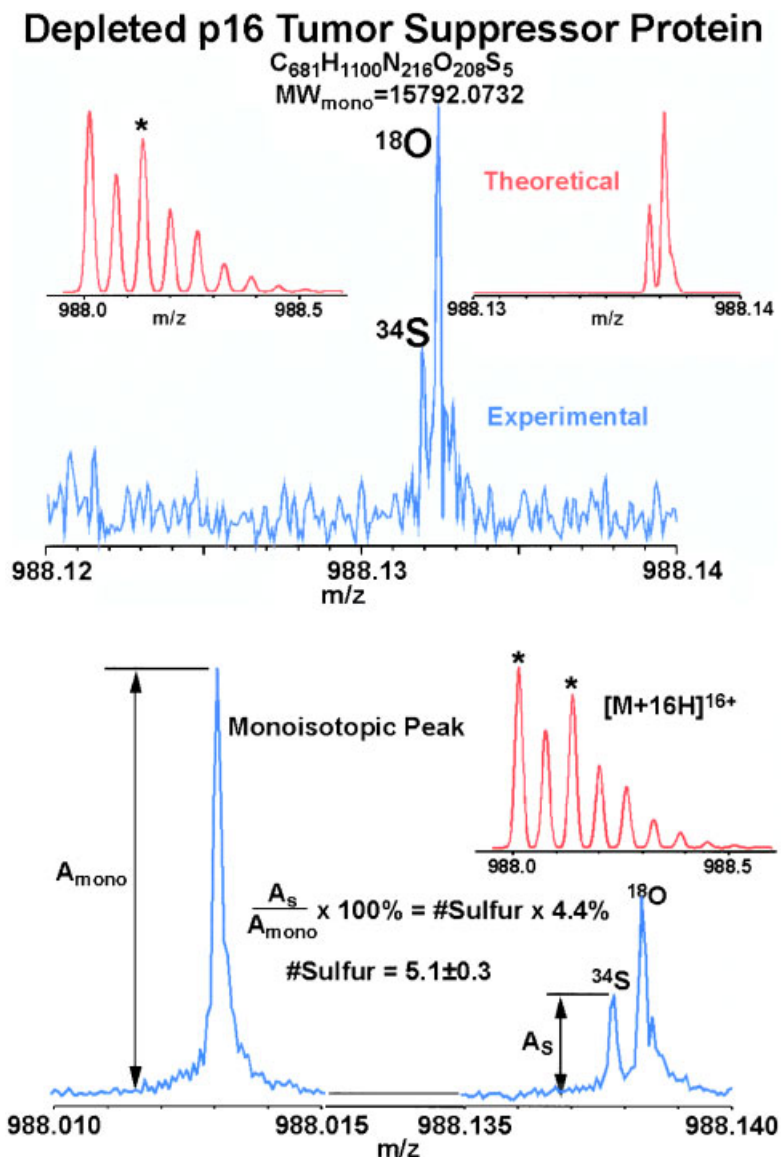 Depleted p16 Tumor Suppressor Protein
C₆₈₁H₁₁₀₀N₂₁₆O₂₀₈S₅
MWₘₒₙₒ=15792.0732
*
¹⁸O
Theoretical
988.0
988.5
m/z
988.13
988.14
m/z
³⁴S
Experimental
988.12
988.13
988.14
m/z
*
*
[M+16H]¹⁶⁺
Monoisotopic Peak
988.0
988.5
m/z
Aₘₒₙₒ
Aₛ
Aₘₒₙₒ
x 100% = #Sulfur x 4.4%
#Sulfur = 5.1±0.3
¹⁸O
³⁴S
Aₛ
988.010
988.015
988.135
988.140
m/z